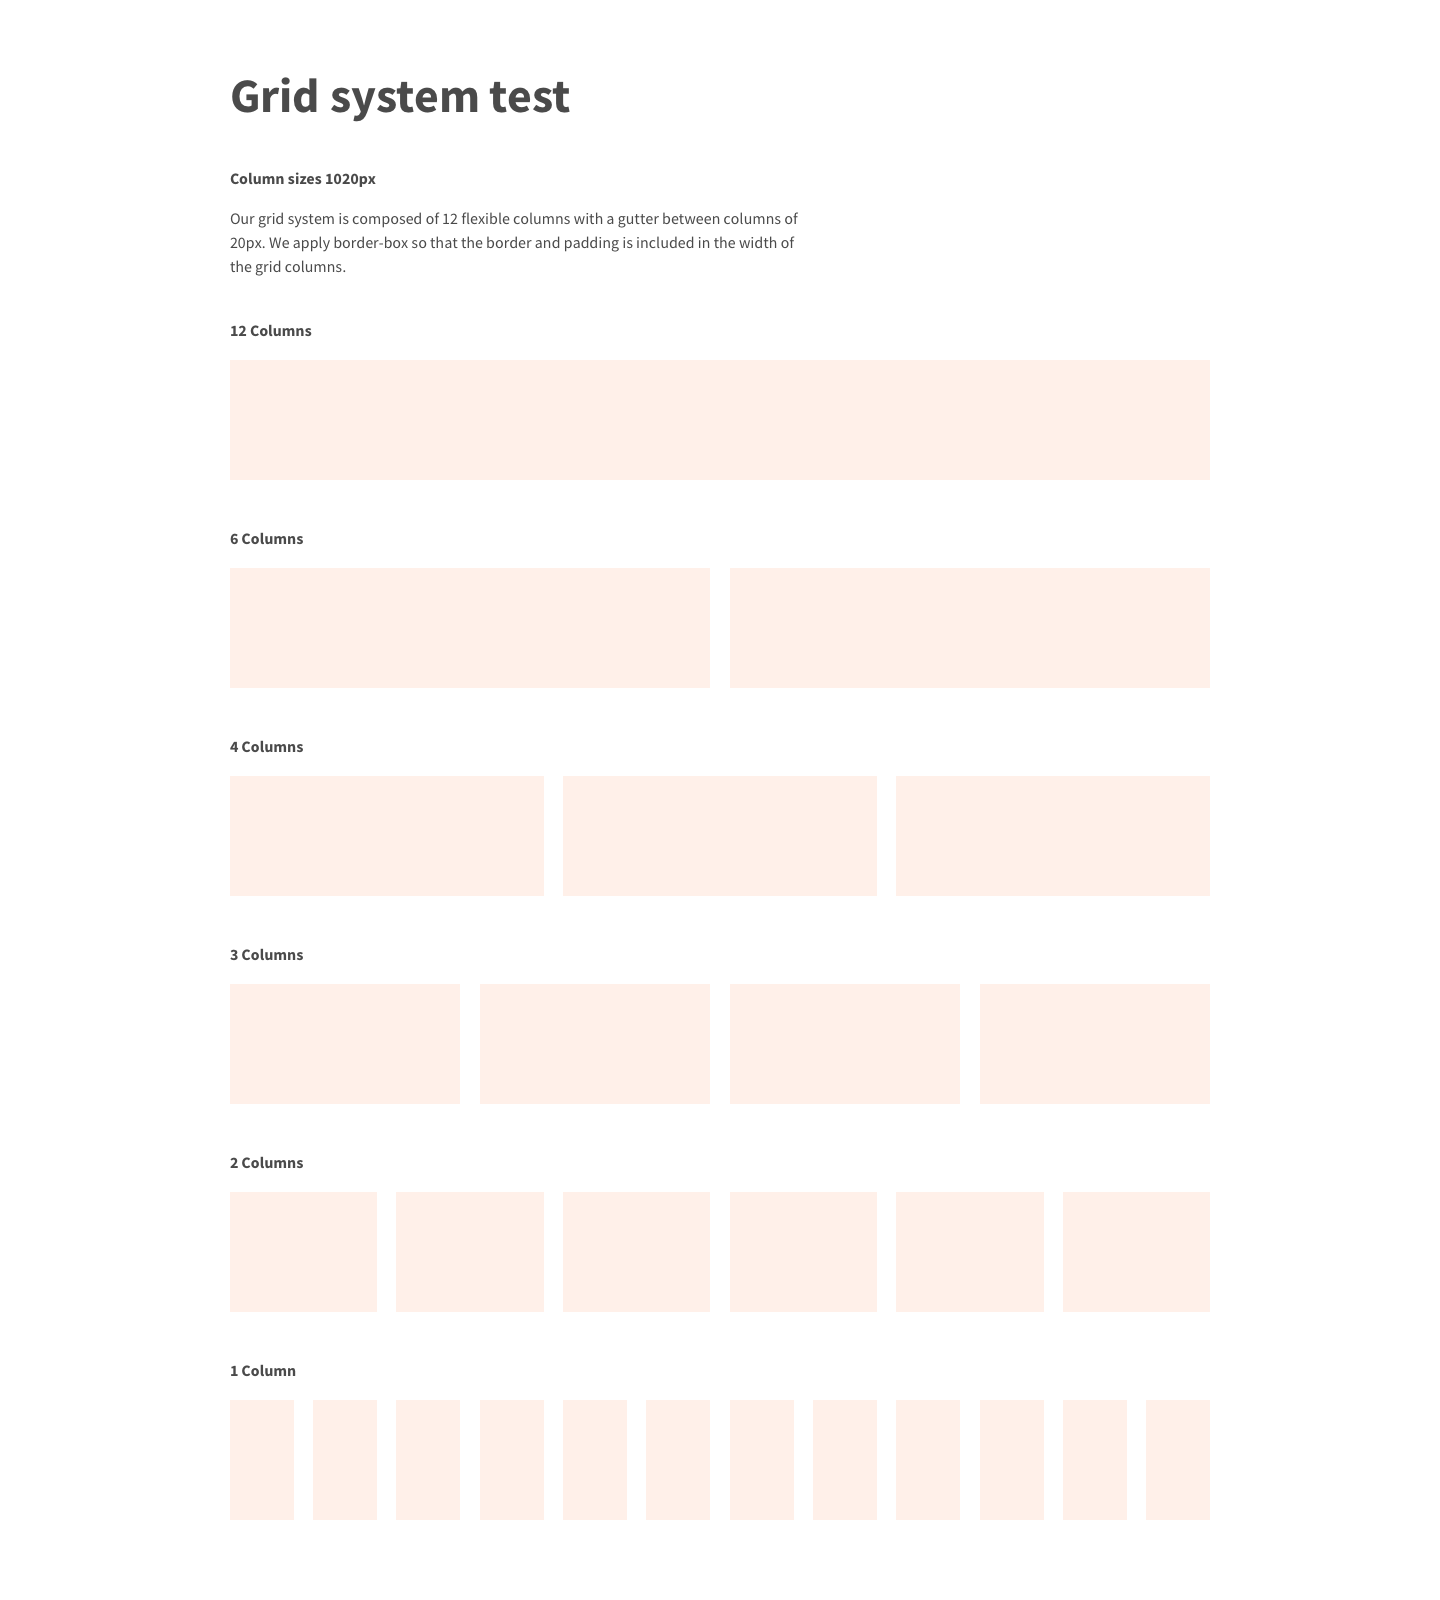 Grid system test
Column sizes 1020px
Our grid system is composed of 12 flexible columns with a gutter between columns of
20px. We apply border-box so that the border and padding is included in the width of
the grid columns.
12 Columns
6 Columns
4 Columns
3 Columns
2 Columns
1 Column